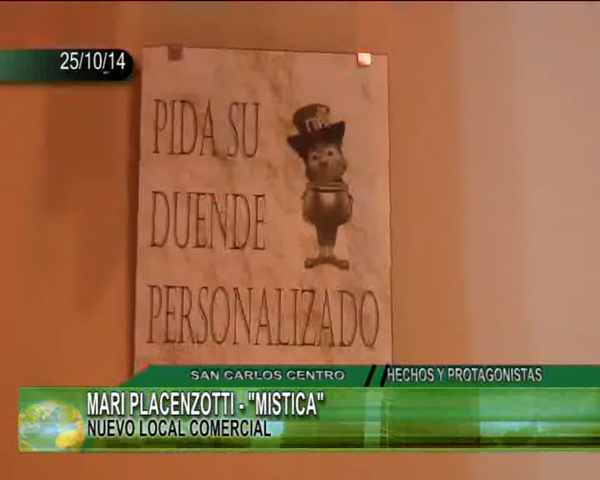 25/10/14
PIDA SU
DUENDE
PERSONALIZADO
SAN CARLOS CENTRO // HECHOS Y PROTAGONISTAS
MARI PLACENZOTTI - "MISTICA"
NUEVO LOCAL COMERCIAL